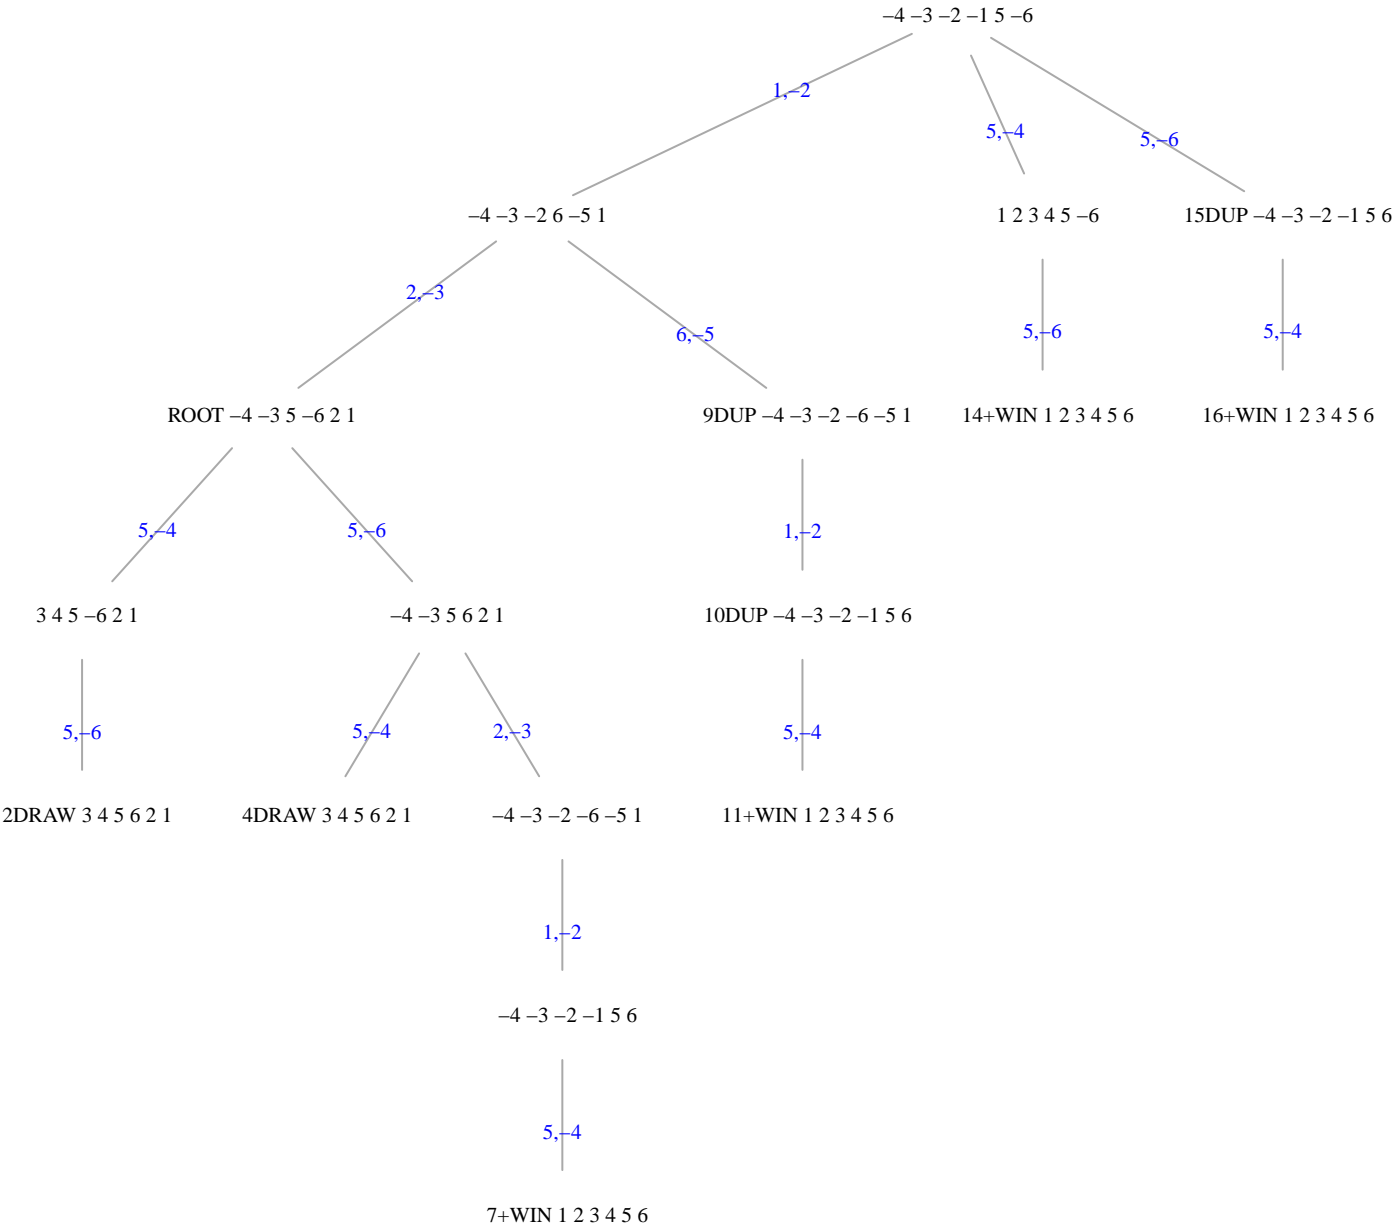 –4 –3 –2 –1 5 –6
1,–2
5,–4
5,–6
–4 –3 –2 6 –5 1
1 2 3 4 5 –6
15DUP –4 –3 –2 –1 5 6
2,–3
6,–5
5,–6
5,–4
ROOT –4 –3 5 –6 2 1
9DUP –4 –3 –2 –6 –5 1
14+WIN 1 2 3 4 5 6
16+WIN 1 2 3 4 5 6
5,–4
5,–6
1,–2
3 4 5 –6 2 1
–4 –3 5 6 2 1
10DUP –4 –3 –2 –1 5 6
5,–6
5,–4
2,–3
5,–4
2DRAW 3 4 5 6 2 1
4DRAW 3 4 5 6 2 1
–4 –3 –2 –6 –5 1
11+WIN 1 2 3 4 5 6
1,–2
–4 –3 –2 –1 5 6
5,–4
7+WIN 1 2 3 4 5 6